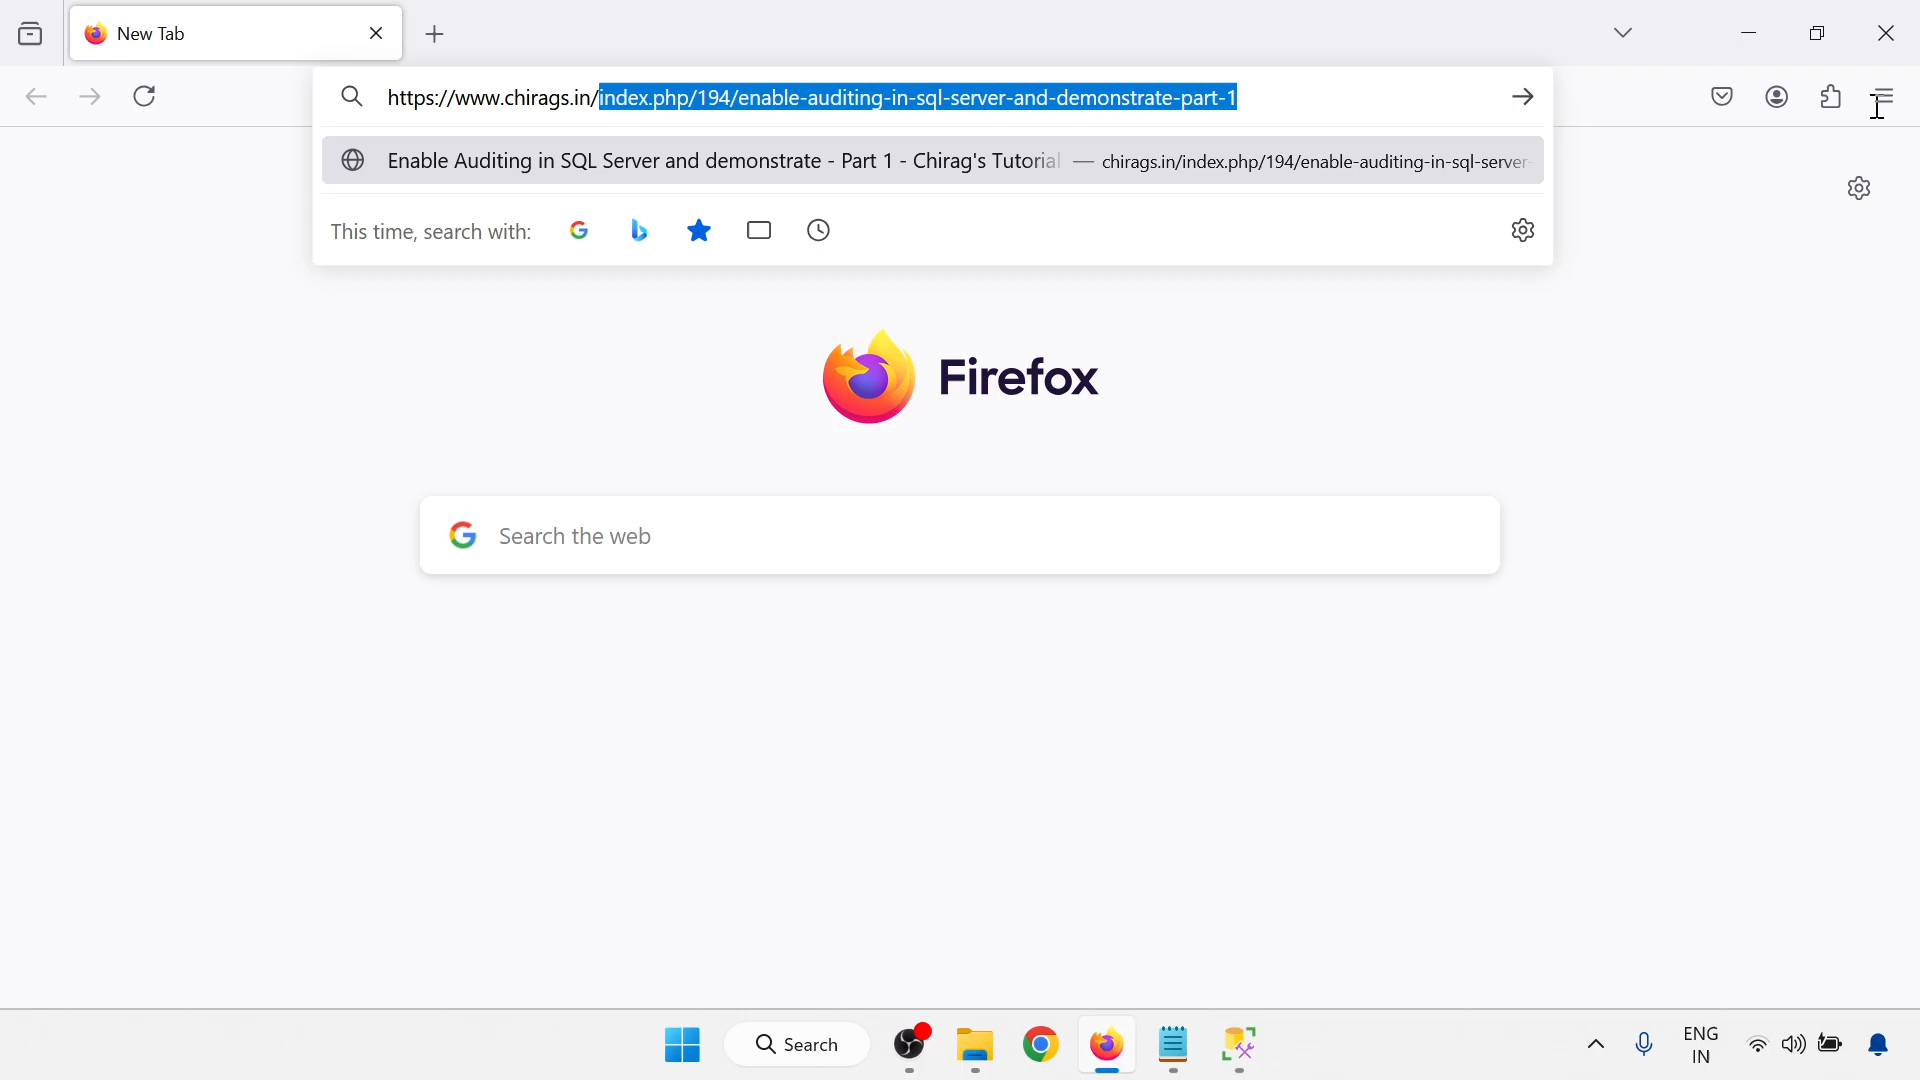 New Tab
https://www.chirags.in/index.php/194/enable-auditing-in-sql-server-and-demonstrate-part-1
Enable Auditing in SQL Server and demonstrate - Part 1 - Chirag's Tutorial — chirags.in/index.php/194/enable-auditing-in-sql-server-
This time, search with:
Firefox
Search the web
Search
ENG
IN